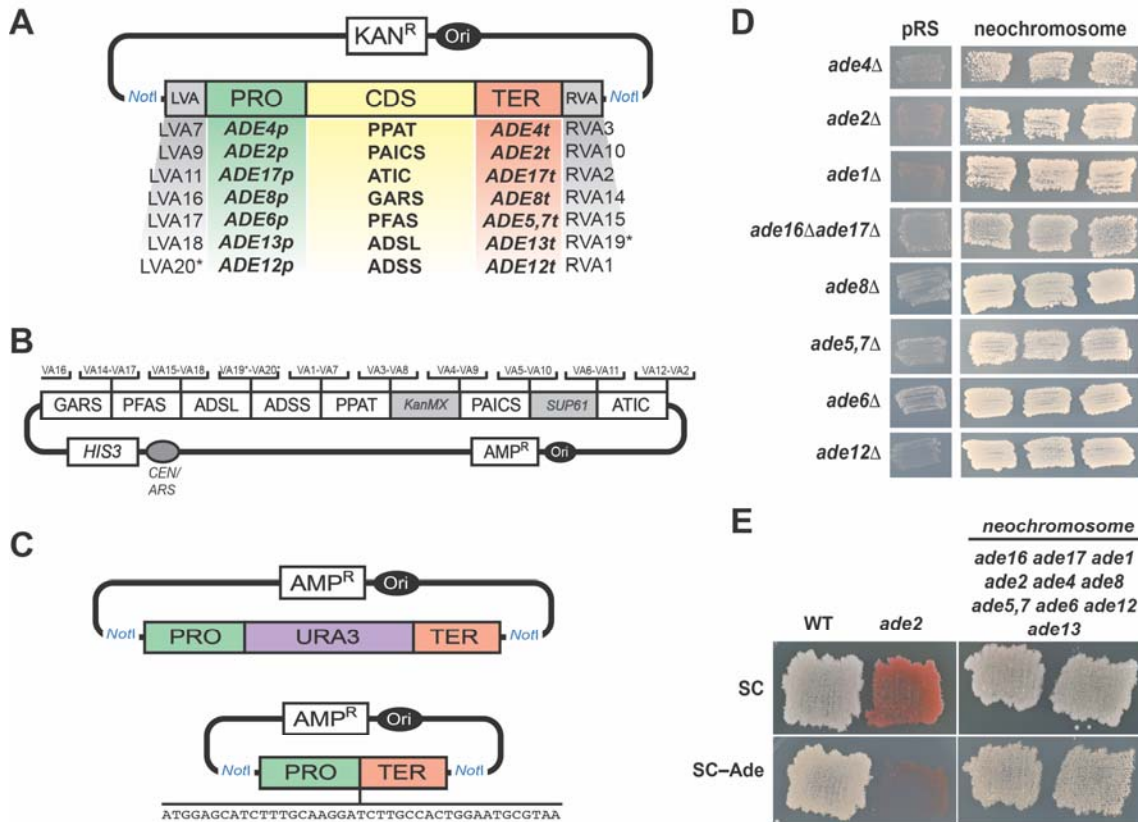 A
KANR
Ori
NotI LVA PRO CDS TER RVA NotI
LVA7 ADE4p PPAT ADE4t RVA3
LVA9 ADE2p PAICS ADE2t RVA10
LVA11 ADE17p ATIC ADE17t RVA2
LVA16 ADE8p GARS ADE8t RVA14
LVA17 ADE6p PFAS ADE5,7t RVA15
LVA18 ADE13p ADSL ADE13t RVA19*
LVA20* ADE12p ADSS ADE12t RVA1
B
VA16 VA14-VA17 VA15-VA18 VA19*-VA20* VA1-VA7 VA3-VA8 VA4-VA9 VA5-VA10 VA6-VA11 VA12-VA2
GARS PFAS ADSL ADSS PPAT KanMX PAICS SUP61 ATIC
HIS3 AMPR Ori
CEN/
ARS
C
AMPR Ori
NotI PRO URA3 TER NotI
AMPR Ori
NotI PRO TER NotI
ATGGAGCATCTTTGCAAGGATCTTGCCACTGGAATGCGTAA
D
pRS neochromosome
ade4Δ
ade2Δ
ade1Δ
ade16Δade17Δ
ade8Δ
ade5,7Δ
ade6Δ
ade12Δ
E
neochromosome
ade16 ade17 ade1
ade2 ade4 ade8
ade5,7 ade6 ade12
ade13
WT ade2
SC
SC–Ade